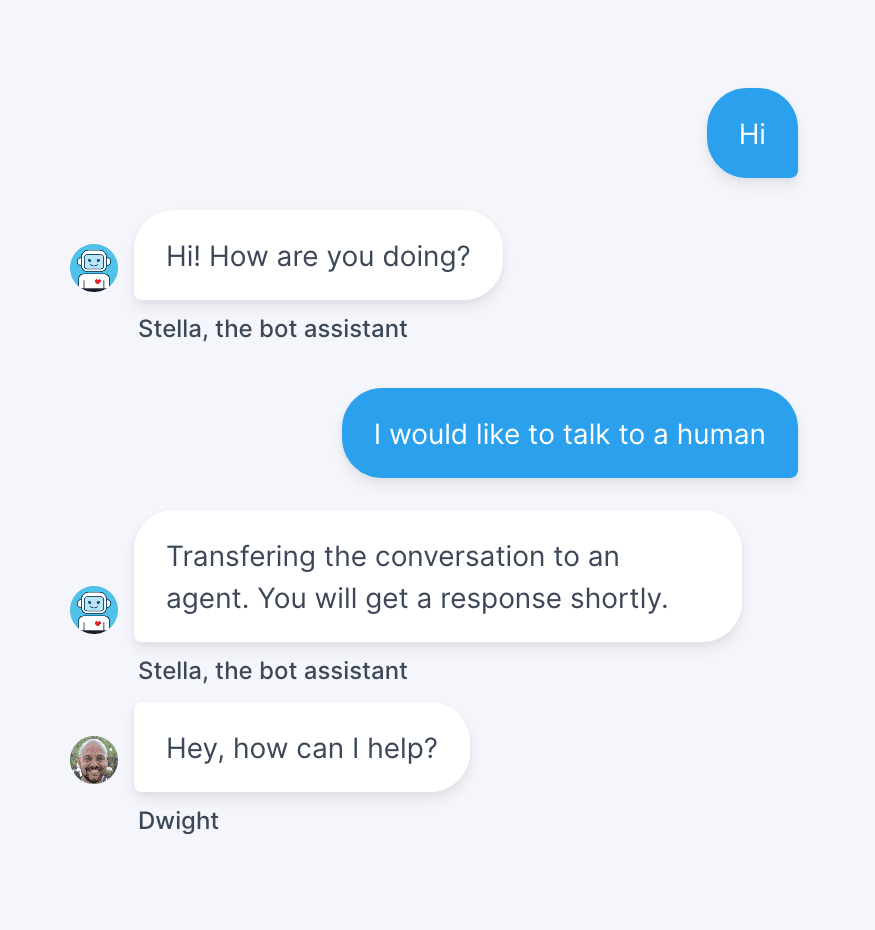 Hi
Hi! How are you doing?
Stella, the bot assistant
I would like to talk to a human
Transfering the conversation to an
agent. You will get a response shortly.
Stella, the bot assistant
Hey, how can I help?
Dwight